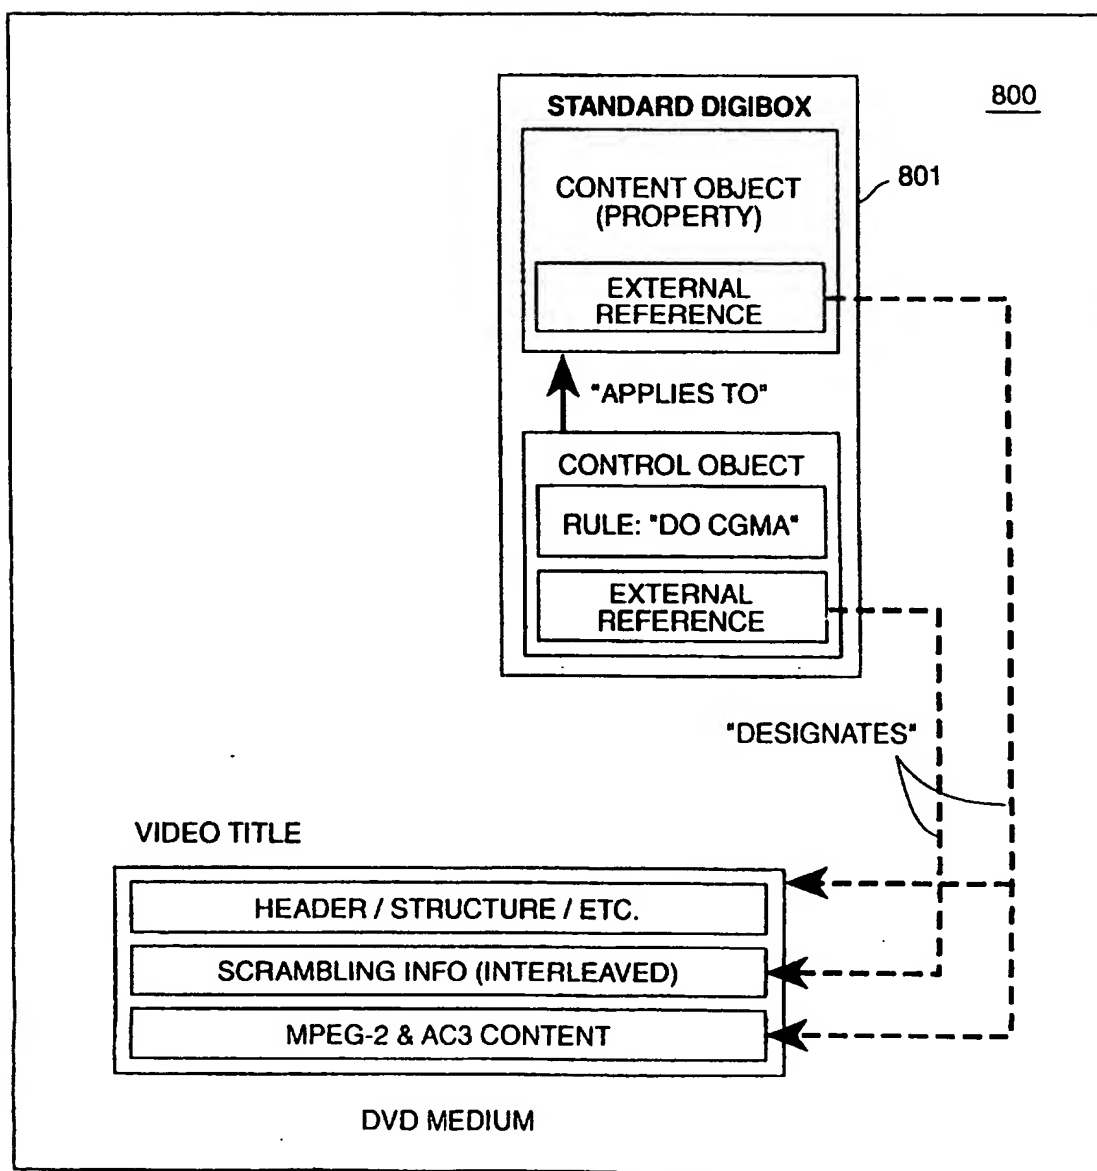 800
STANDARD DIGIBOX
801
CONTENT OBJECT
(PROPERTY)
EXTERNAL
REFERENCE
"APPLIES TO"
CONTROL OBJECT
RULE: "DO CGMA"
EXTERNAL
REFERENCE
"DESIGNATES"
VIDEO TITLE
HEADER / STRUCTURE / ETC.
SCRAMBLING INFO (INTERLEAVED)
MPEG-2 & AC3 CONTENT
DVD MEDIUM